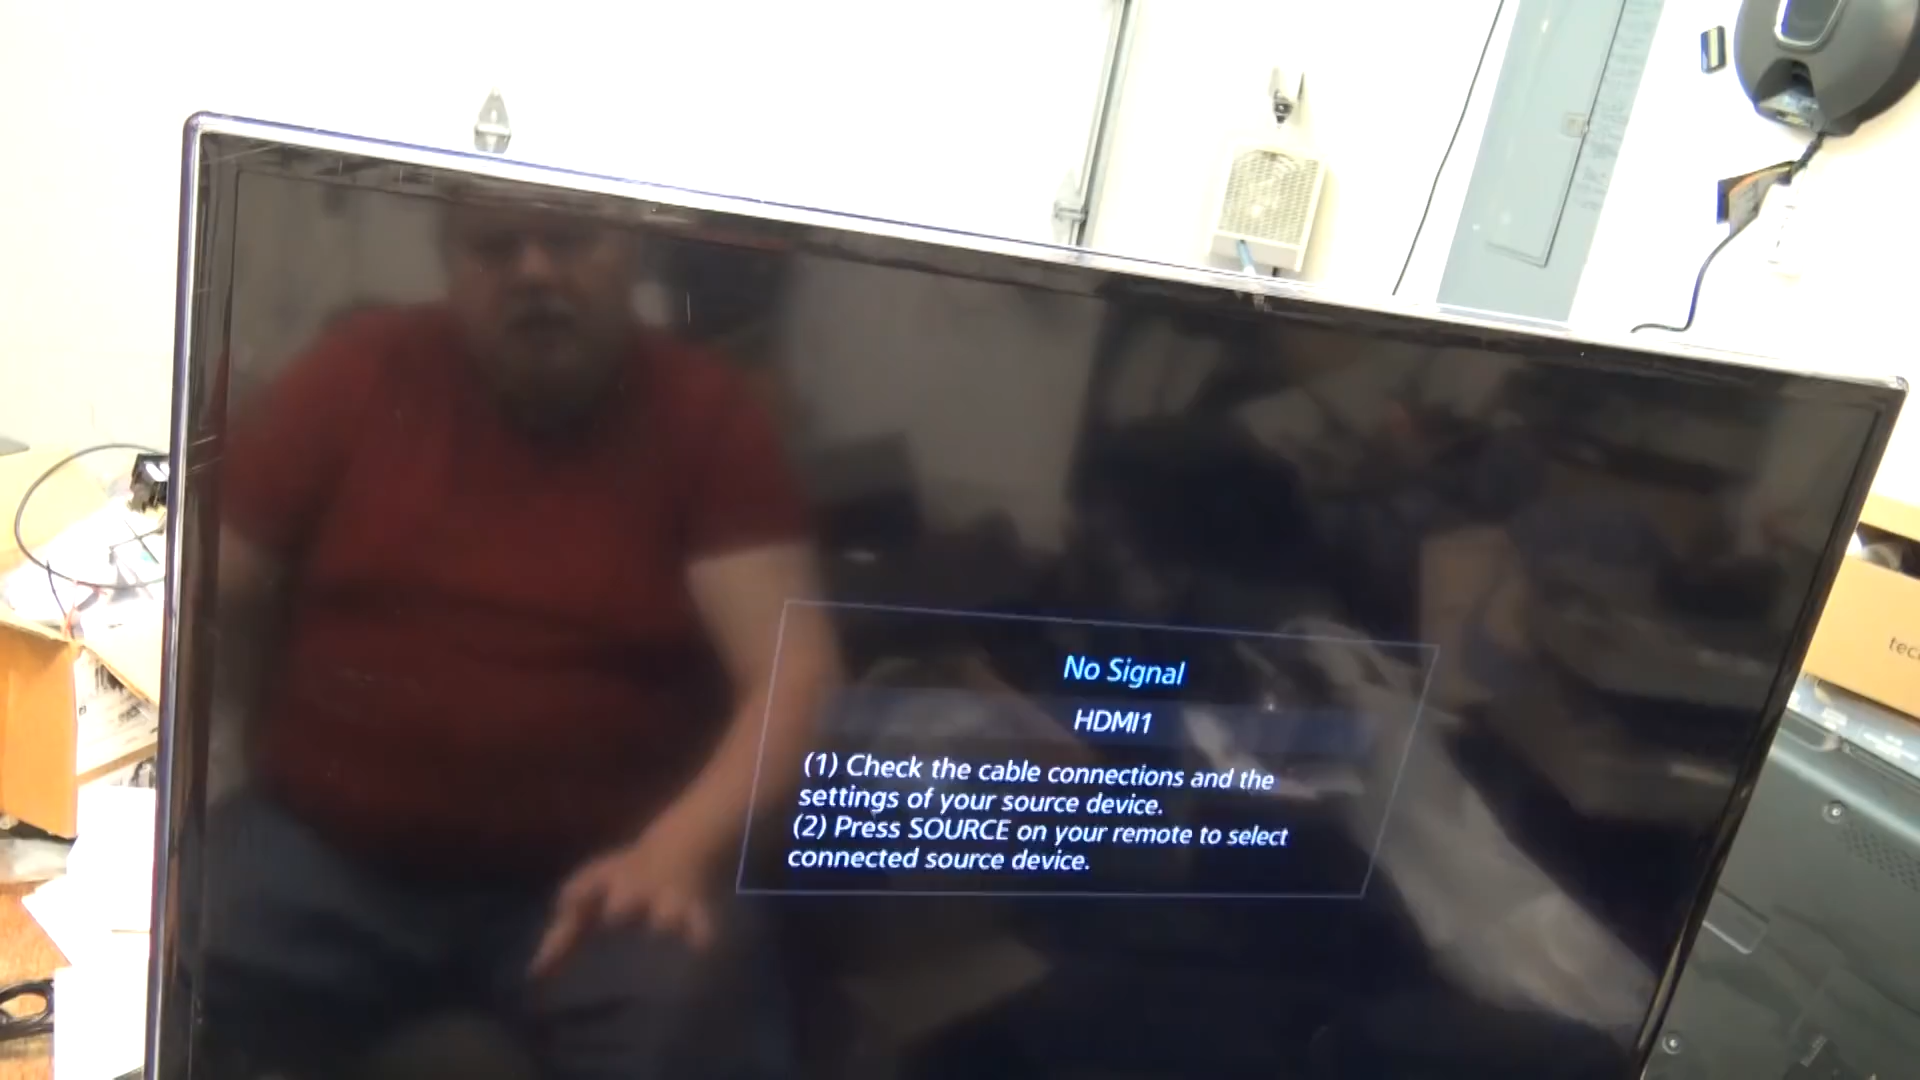 No Signal
HDMI1
(1) Check the cable connections and the
settings of your source device.
(2) Press SOURCE on your remote to select
connected source device.